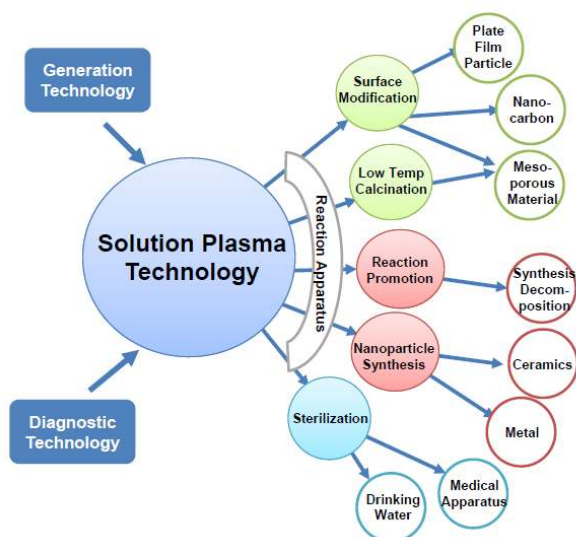 Generation
Technology
Solution Plasma
Technology
Diagnostic
Technology
Reaction Apparatus
Surface
Modification
Low Temp
Calcination
Reaction
Promotion
Nanoparticle
Synthesis
Sterilization
Plate
Film
Particle
Nano-
carbon
Meso-
porous
Material
Synthesis
Decom-
position
Ceramics
Metal
Medical
Apparatus
Drinking
Water